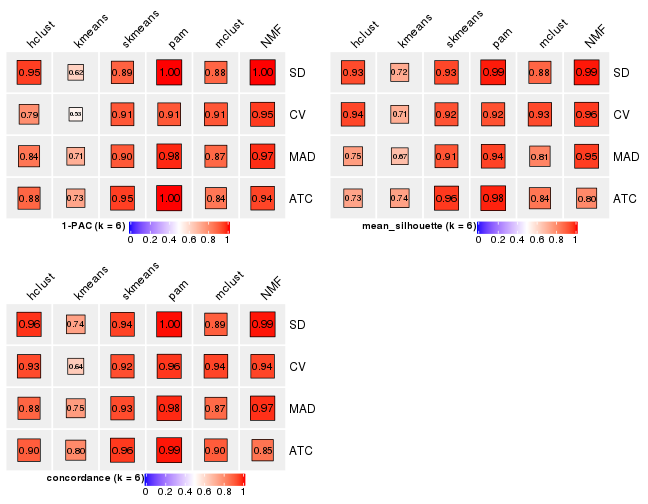 hclust kmeans skmeans pam mclust NMF
0.95 0.62 0.89 1.00 0.88 1.00 SD
0.79 0.53 0.91 0.91 0.91 0.95 CV
0.84 0.71 0.90 0.98 0.87 0.97 MAD
0.88 0.73 0.95 1.00 0.84 0.94 ATC
1-PAC (k = 6)
0 0.2 0.4 0.6 0.8 1
hclust kmeans skmeans pam mclust NMF
0.93 0.72 0.93 0.99 0.88 0.99 SD
0.94 0.71 0.92 0.92 0.93 0.96 CV
0.75 0.67 0.91 0.94 0.81 0.95 MAD
0.73 0.74 0.96 0.98 0.84 0.80 ATC
mean_silhouette (k = 6)
0 0.2 0.4 0.6 0.8 1
hclust kmeans skmeans pam mclust NMF
0.96 0.74 0.94 1.00 0.89 0.99 SD
0.93 0.64 0.92 0.96 0.94 0.94 CV
0.88 0.75 0.93 0.98 0.87 0.97 MAD
0.90 0.80 0.96 0.99 0.90 0.85 ATC
concordance (k = 6)
0 0.2 0.4 0.6 0.8 1